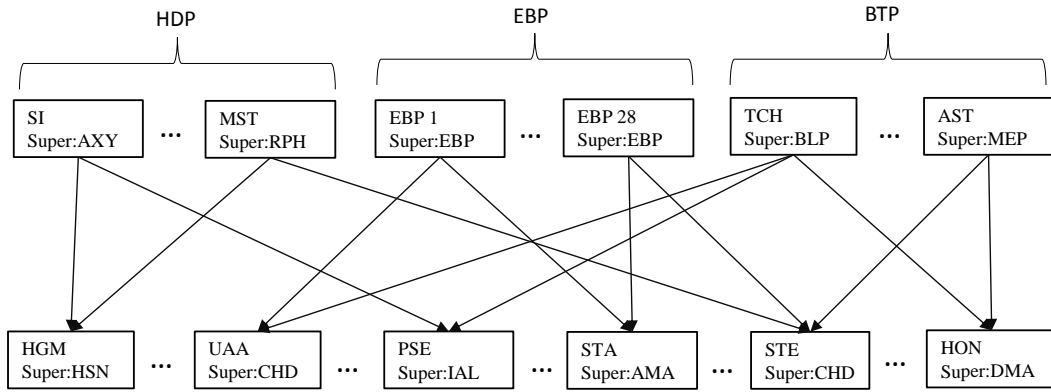 HDP
EBP
BTP
SI
Super:AXY
...
MST
Super:RPH
EBP 1
Super:EBP
...
EBP 28
Super:EBP
TCH
Super:BLP
...
AST
Super:MEP
HGM
Super:HSN
...
UAA
Super:CHD
...
PSE
Super:IAL
...
STA
Super:AMA
...
STE
Super:CHD
...
HON
Super:DMA